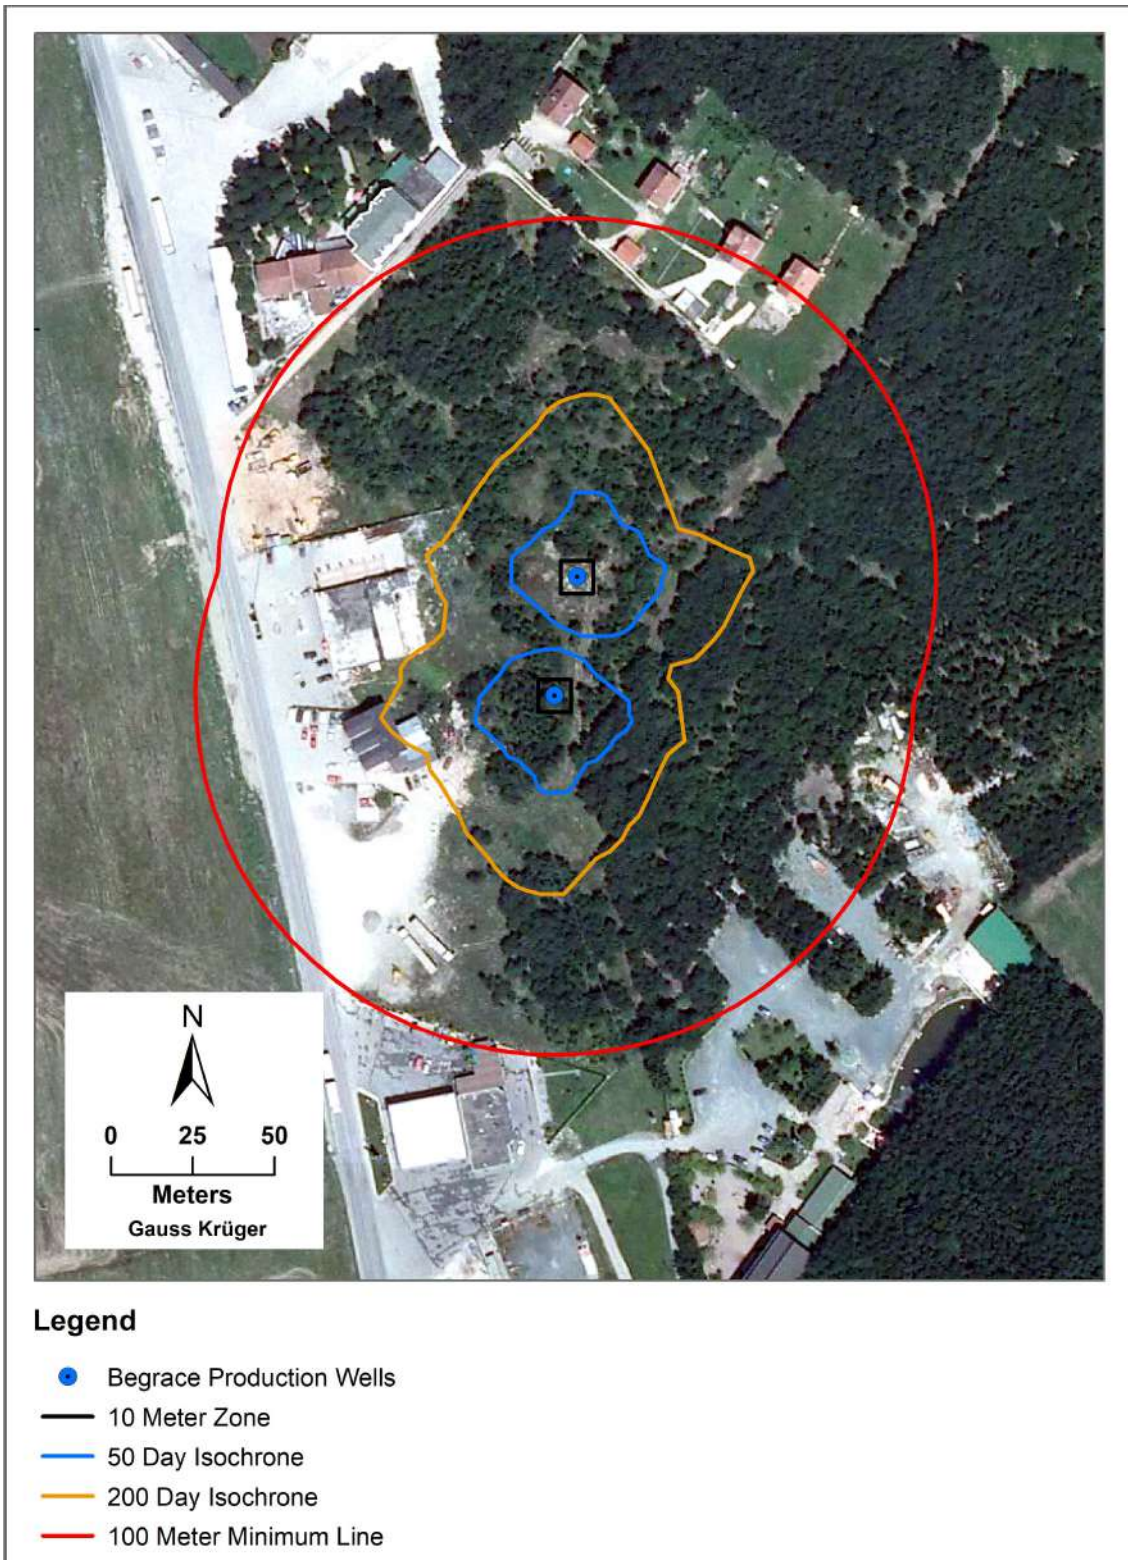 N
0 25 50
Meters
Gauss Krüger
Legend
Begrace Production Wells
10 Meter Zone
50 Day Isochrone
200 Day Isochrone
100 Meter Minimum Line